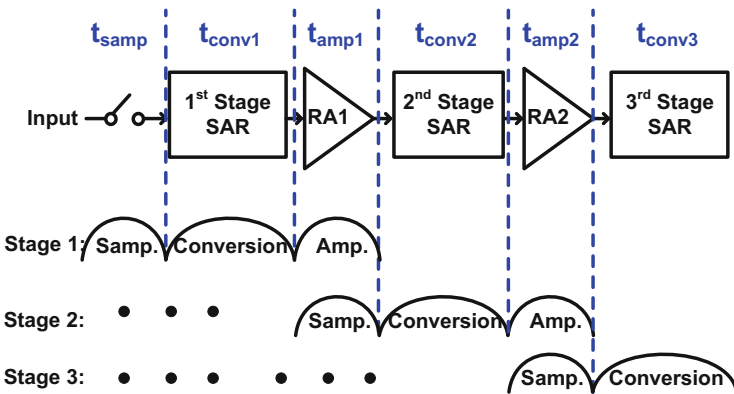 tsamp tconv1 tamp1 tconv2 tamp2 tconv3
Input 1st Stage SAR RA1 2nd Stage SAR RA2 3rd Stage SAR
Stage 1: Samp. Conversion Amp.
Stage 2: Samp. Conversion Amp.
Stage 3: Samp. Conversion